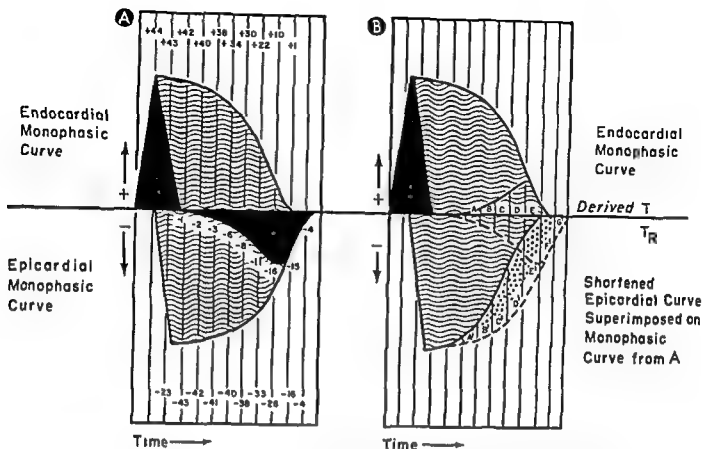 A
B
+44 +42 +38 +30 +10
+43 +40 +34 +22 +1
Endocardial
Monophasic
Curve
+
−
Epicardial
Monophasic
Curve
-2 -3 -6 -8 -11 -16 -15 -4
-23 -42 -40 -33 -16
-43 -41 -38 -26 -4
Time
+
−
A B C D E
Endocardial
Monophasic
Curve
Derived T
T_R
Shortened
Epicardial Curve
Superimposed on
Monophasic
Curve from A
Time